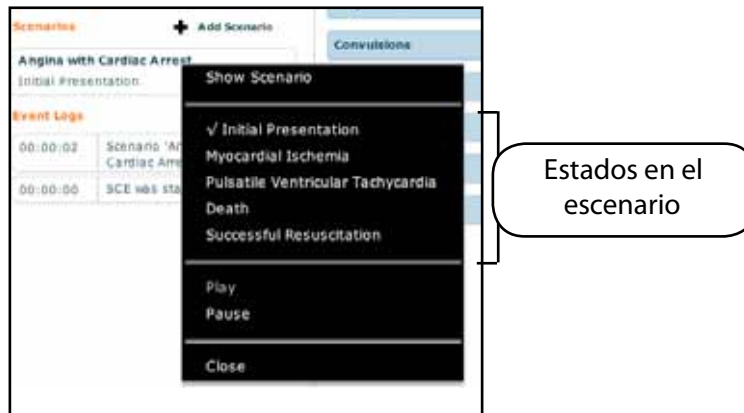 Scenarios
Add Scenario
Angina with Cardiac Arrest
Initial Presentation
Event Logs
00:00:02
Scenario 'An
Cardiac Arre
00:00:00
SCE was sta
Convulsions
Show Scenario
√ Initial Presentation
Myocardial Ischemia
Pulsatile Ventricular Tachycardia
Death
Successful Resuscitation
Play
Pause
Close
Estados en el
escenario